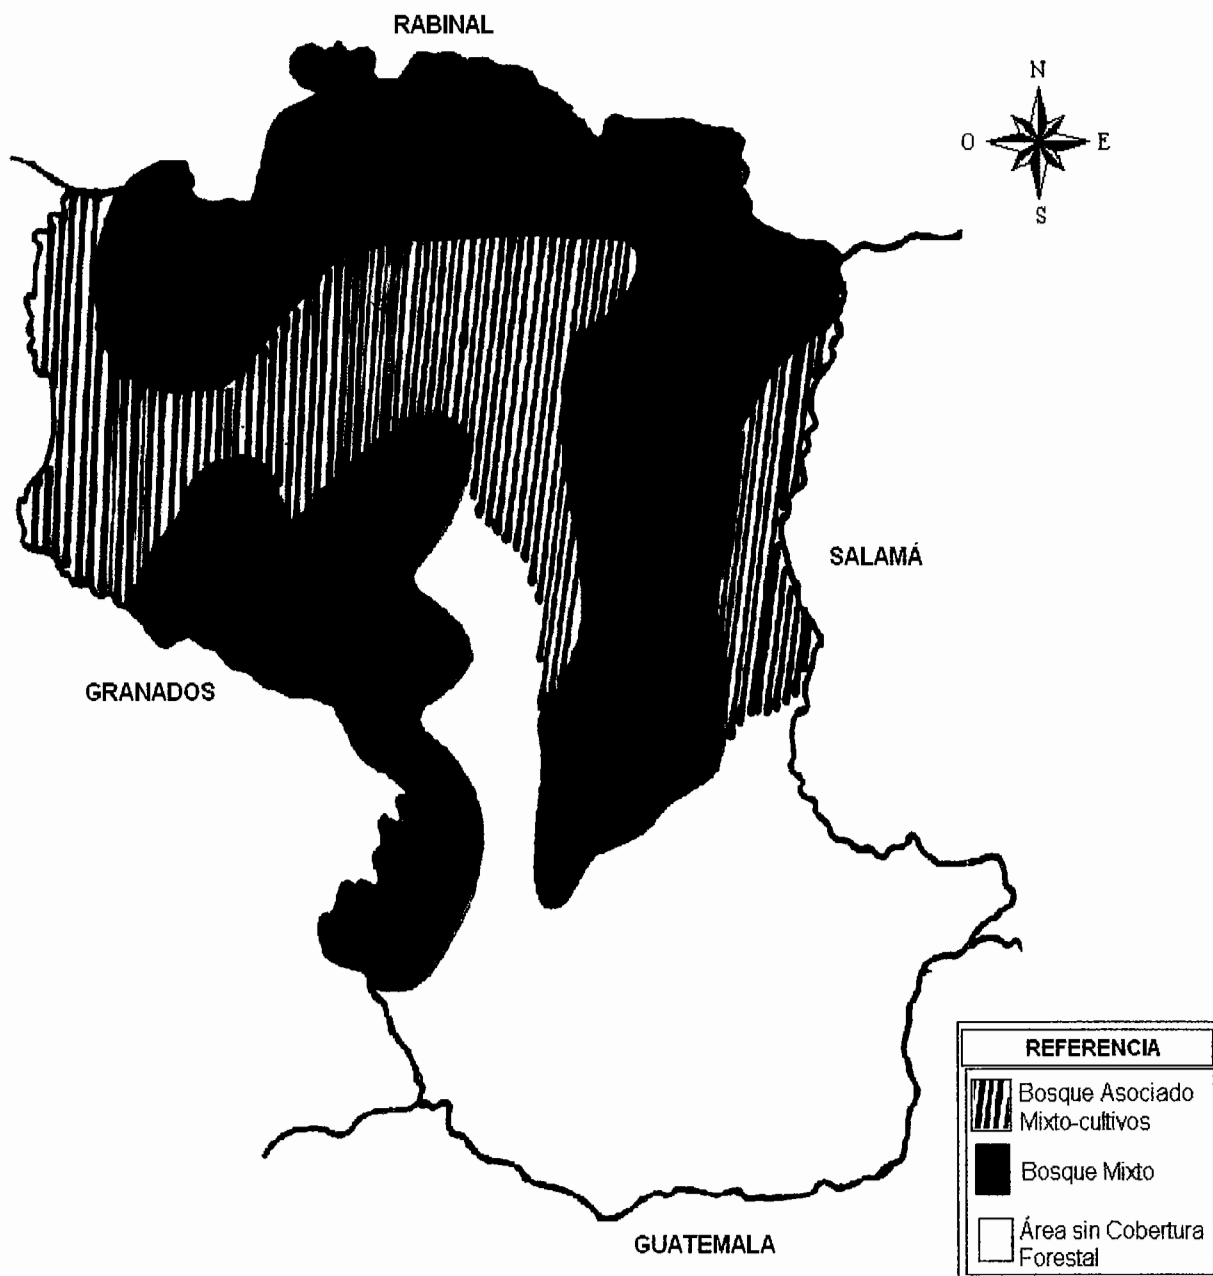 RABINAL
N
O
E
S
SALAMÁ
GRANADOS
REFERENCIA
Bosque Asociado
Mixto-cultivos
Bosque Mixto
Área sin Cobertura
Forestal
GUATEMALA